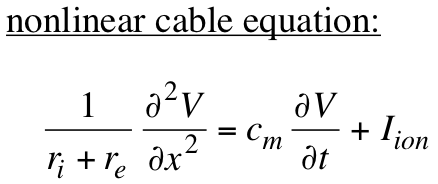 nonlinear cable equation:
1/(r_i + r_e) ∂²V/∂x² = c_m ∂V/∂t + I_ion